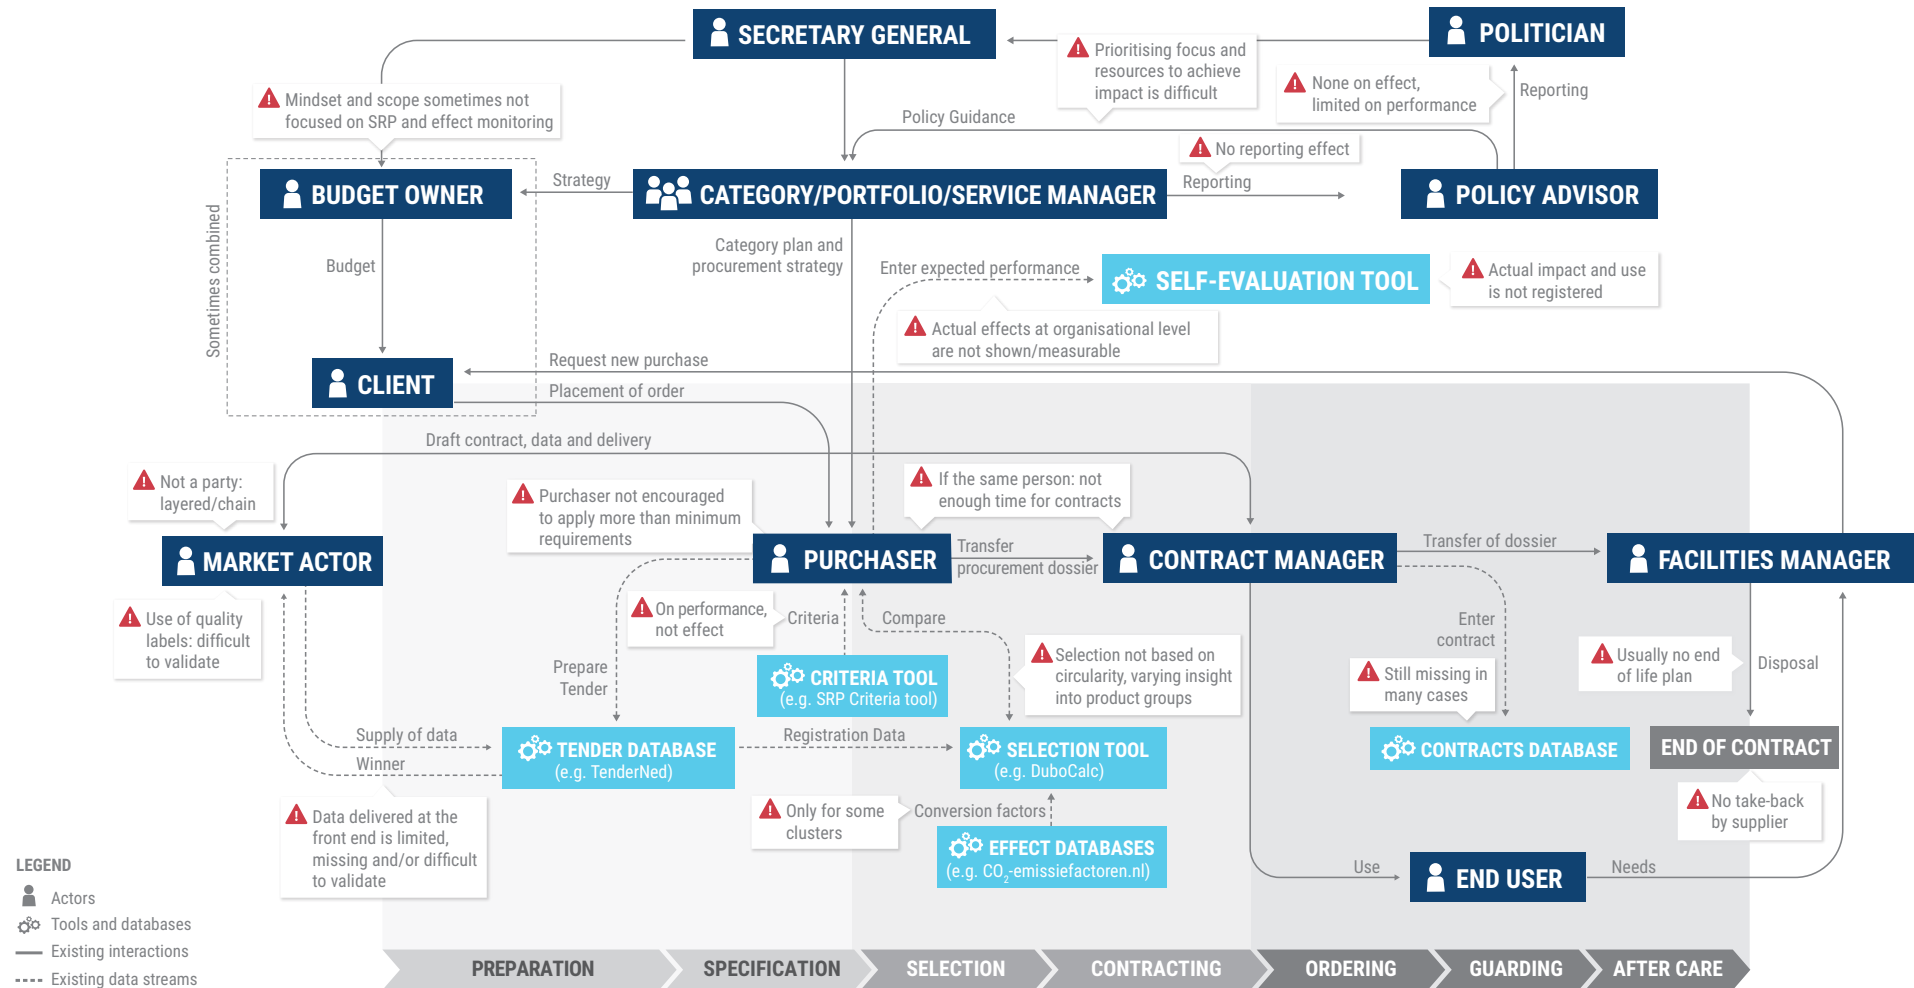 SECRETARY GENERAL
POLITICIAN
Prioritising focus and
resources to achieve
impact is difficult
None on effect,
limited on performance
Reporting
Mindset and scope sometimes not
focused on SRP and effect monitoring
Policy Guidance
No reporting effect
Sometimes combined
BUDGET OWNER
Strategy
CATEGORY/PORTFOLIO/SERVICE MANAGER
Reporting
POLICY ADVISOR
Budget
Category plan and
procurement strategy
Enter expected performance
SELF-EVALUATION TOOL
Actual impact and use
is not registered
Actual effects at organisational level
are not shown/measurable
CLIENT
Request new purchase
Placement of order
Draft contract, data and delivery
Not a party:
layered/chain
Purchaser not encouraged
to apply more than minimum
requirements
If the same person: not
enough time for contracts
MARKET ACTOR
PURCHASER
Transfer
procurement dossier
CONTRACT MANAGER
Transfer of dossier
FACILITIES MANAGER
Use of quality
labels: difficult
to validate
On performance,
not effect
Criteria
Compare
Enter
contract
Prepare
Tender
CRITERIA TOOL
(e.g. SRP Criteria tool)
Selection not based on
circularity, varying insight
into product groups
Still missing in
many cases
Usually no end
of life plan
Disposal
Supply of data
Winner
TENDER DATABASE
(e.g. TenderNed)
Registration Data
SELECTION TOOL
(e.g. DuboCalc)
CONTRACTS DATABASE
END OF CONTRACT
Data delivered at the
front end is limited,
missing and/or difficult
to validate
Only for some
clusters
Conversion factors
EFFECT DATABASES
(e.g. CO₂-emissiefactoren.nl)
No take-back
by supplier
Use
END USER
Needs
LEGEND
Actors
Tools and databases
Existing interactions
Existing data streams
PREPARATION
SPECIFICATION
SELECTION
CONTRACTING
ORDERING
GUARDING
AFTER CARE